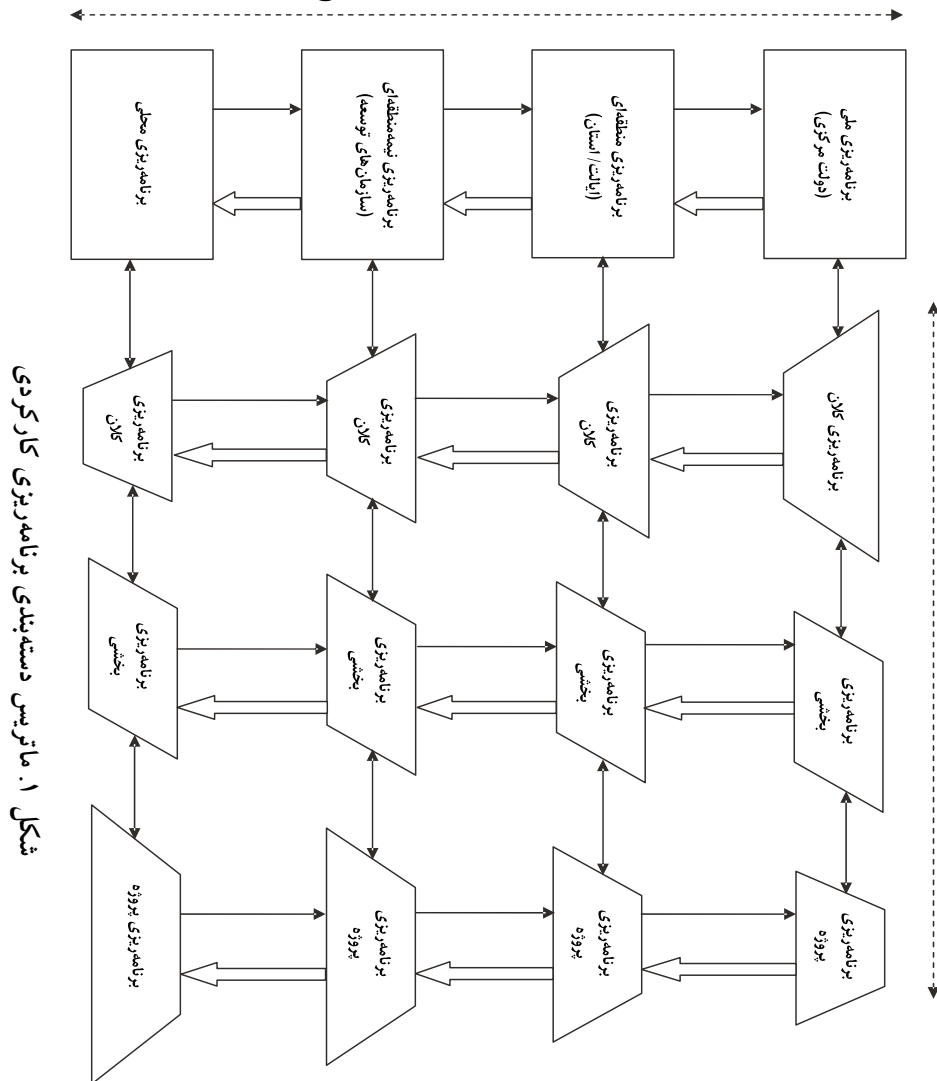 برنامه‌ریزی
پروژه
برنامه‌ریزی
بخشی
برنامه‌ریزی کلان
برنامه‌ریزی ملی
(دولت مرکزی)
برنامه‌ریزی
پروژه
برنامه‌ریزی
بخشی
برنامه‌ریزی
کلان
برنامه‌ریزی منطقه‌ای
(ایالت/ استان)
برنامه‌ریزی
پروژه
برنامه‌ریزی
بخشی
برنامه‌ریزی
کلان
برنامه‌ریزی نیمه‌منطقه‌ای
(سازمان‌های توسعه)
برنامه‌ریزی پروژه
برنامه‌ریزی
بخشی
برنامه‌ریزی
کلان
برنامه‌ریزی محلی
شکل ۱. ماتریس دسته‌بندی برنامه‌ریزی کارکردی